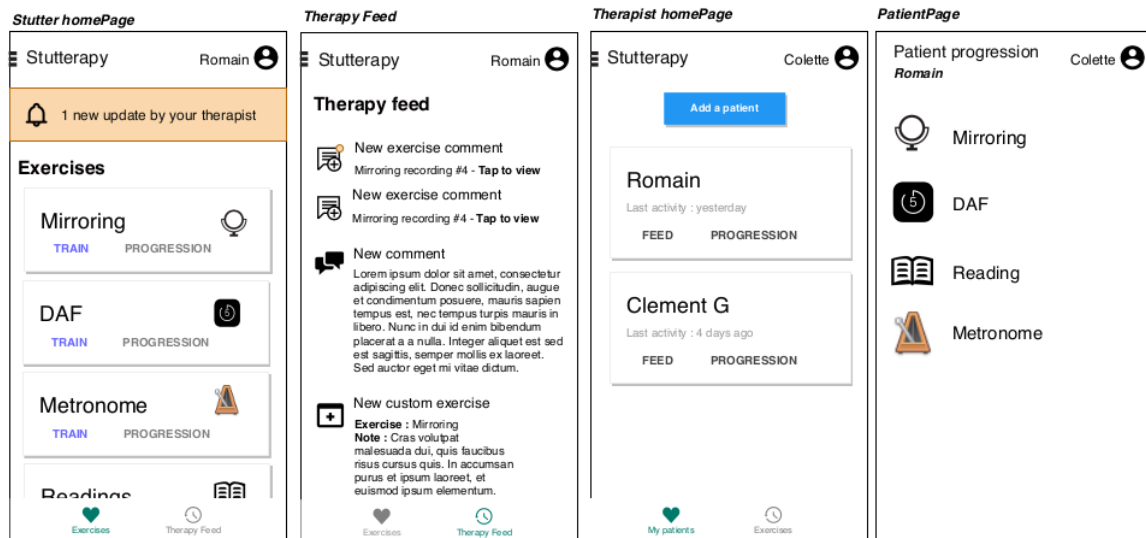 Stutter homePage
Stutterapy
Romain
1 new update by your therapist
Exercises
Mirroring
TRAIN PROGRESSION
DAF
5
TRAIN PROGRESSION
Metronome
TRAIN PROGRESSION
Readings
Exercises
Therapy Feed
Therapy Feed
Stutterapy
Romain
Therapy feed
New exercise comment
Mirroring recording #4 - Tap to view
New exercise comment
Mirroring recording #4 - Tap to view
New comment
Lorem ipsum dolor sit amet, consectetur
adipiscing elit. Donec sollicitudin, augue
et condimentum posuere, mauris sapien
tempus est, nec tempus turpis mauris in
libero. Nunc in dui id enim bibendum
placerat a a nulla. Integer aliquet est sed
est sagittis, semper mollis ex laoreet.
Sed auctor eget mi vitae dictum.
New custom exercise
Exercise : Mirroring
Note : Cras volutpat
malesuada dui, quis faucibus
risus cursus quis. In accumsan
purus et ipsum laoreet, et
euismod ipsum elementum.
Exercises
Therapy Feed
Therapist homePage
Stutterapy
Colette
Add a patient
Romain
Last activity : yesterday
FEED PROGRESSION
Clement G
Last activity : 4 days ago
FEED PROGRESSION
My patients
Exercises
PatientPage
Patient progression
Romain
Colette
Mirroring
5
DAF
Reading
Metronome